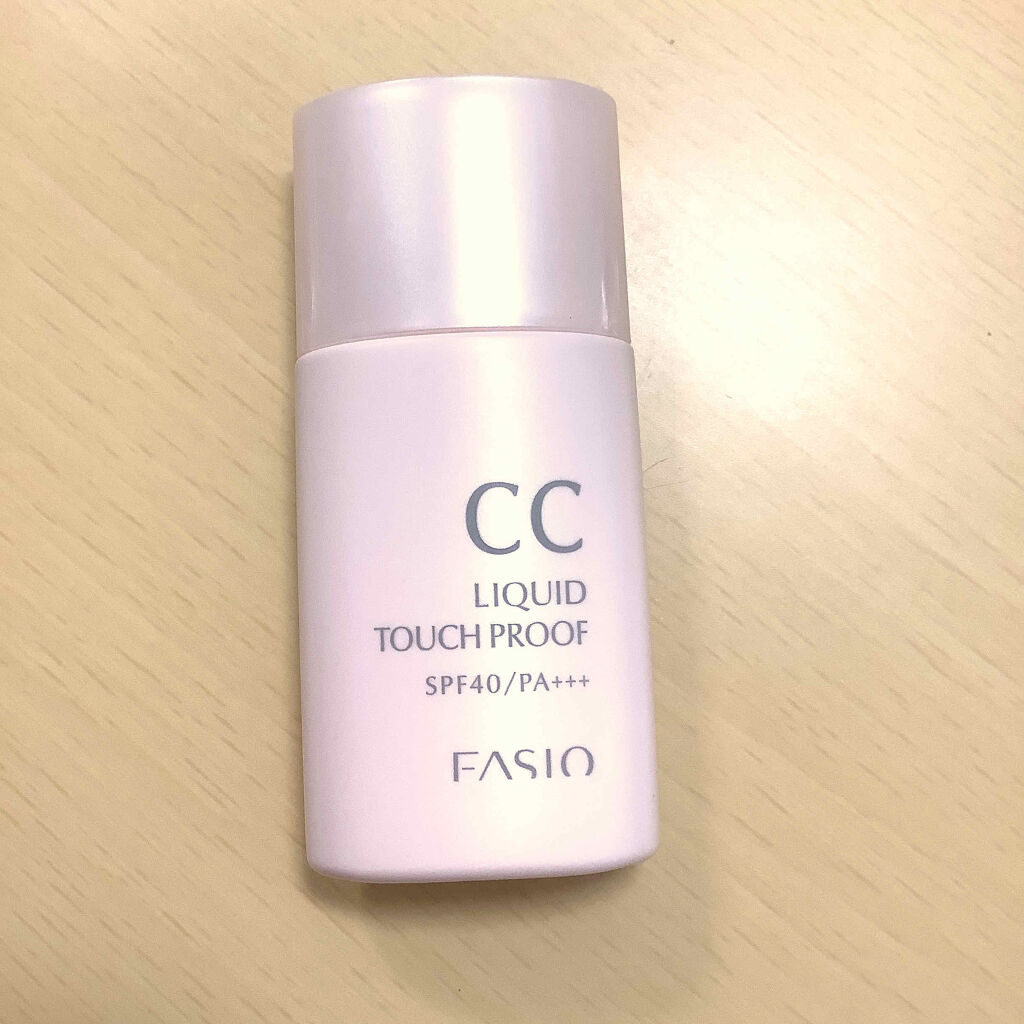 CC
LIQUID
TOUCH PROOF
SPF40/PA+++
FASIO